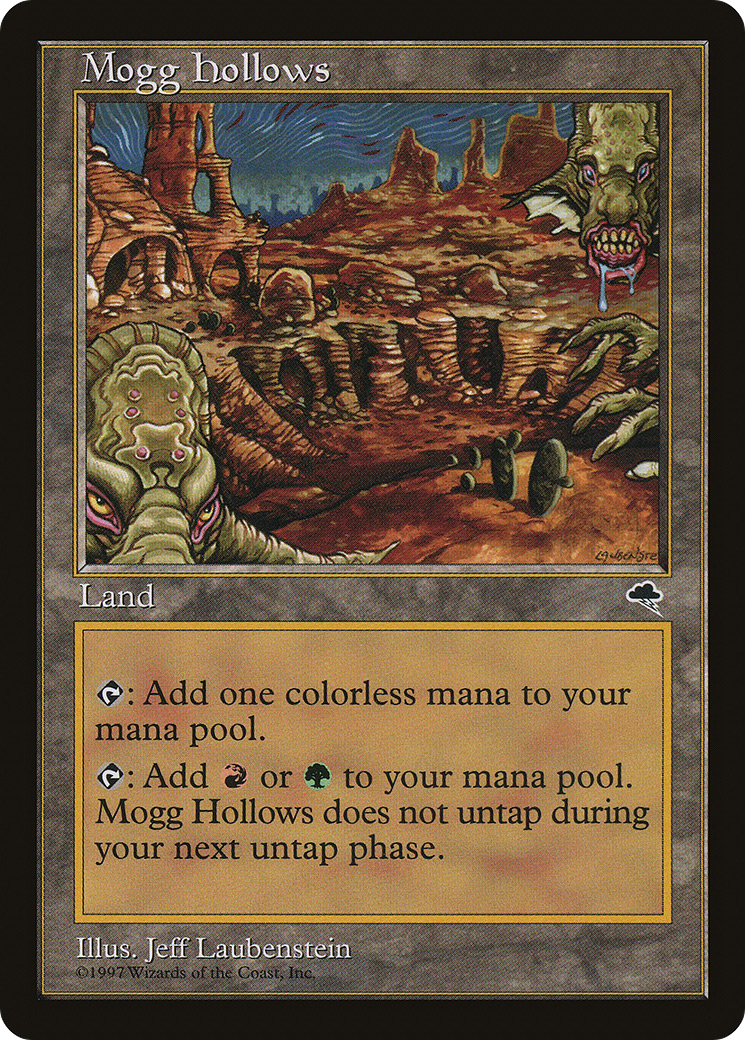 Mogg Hollows
LAUBENSTE
Land
: Add one colorless mana to your
mana pool.
: Add or to your mana pool.
Mogg Hollows does not untap during
your next untap phase.
Illus. Jeff Laubenstein
©1997 Wizards of the Coast, Inc.